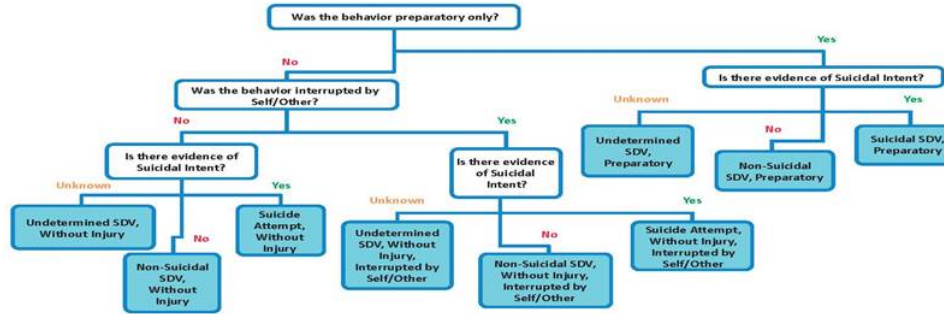 Was the behavior preparatory only?
Yes
No
Is there evidence of Suicidal Intent?
Was the behavior interrupted by
Self/Other?
Unknown
Yes
No
No
Yes
Undetermined
SDV,
Preparatory
Non-Suicidal
SDV, Preparatory
Suicidal SDV,
Preparatory
Is there evidence of
Suicidal Intent?
Is there evidence
of Suicidal
Intent?
Unknown
Yes
No
Undetermined SDV,
Without Injury
Non-Suicidal
SDV,
Without
Injury
Suicide
Attempt,
Without
Injury
Unknown
Yes
No
Undetermined
SDV, Without
Injury,
Interrupted by
Self/Other
Non-Suicidal SDV,
Without Injury,
Interrupted by
Self/Other
Suicide Attempt,
Without Injury,
Interrupted by
Self/Other